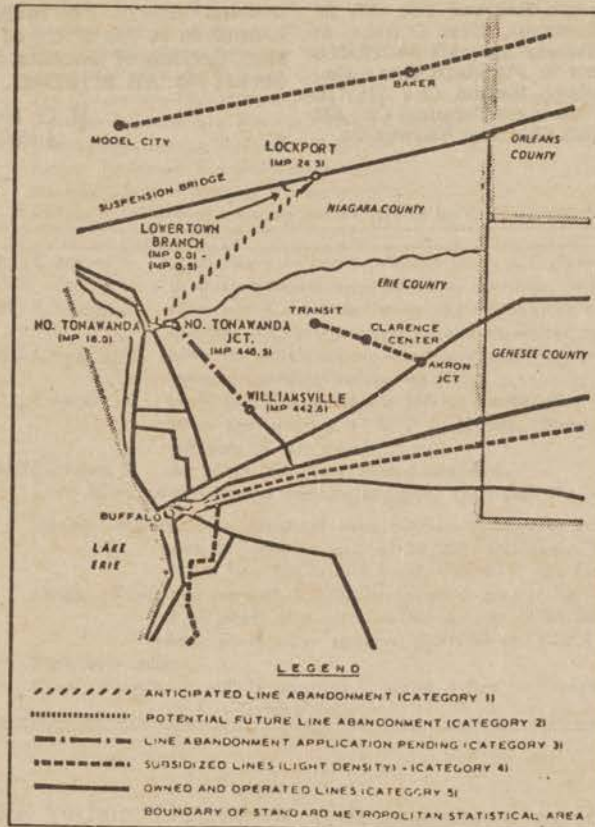 BAKER
MODEL CITY
ORLEANS
COUNTY
LOCKPORT
(MP 24.5)
SUSPENSION BRIDGE
NIAGARA COUNTY
LOWERTOWN
BRANCH
(MP 0.0) -
(MP 0.5)
ERIE COUNTY
TRANSIT
NO. TONAWANDA
(MP 16.0)
NO. TONAWANDA
JCT.
(MP 446.5)
CLARENCE
CENTER
GENESEE COUNTY
AKRON
JCT
WILLIAMSVILLE
(MP 442.6)
BUFFALO
LAKE
ERIE
LEGEND
ANTICIPATED LINE ABANDONMENT (CATEGORY 1)
POTENTIAL FUTURE LINE ABANDONMENT (CATEGORY 2)
LINE ABANDONMENT APPLICATION PENDING (CATEGORY 3)
SUBSIDIZED LINES (LIGHT DENSITY) - (CATEGORY 4)
OWNED AND OPERATED LINES (CATEGORY 5)
BOUNDARY OF STANDARD METROPOLITAN STATISTICAL AREA